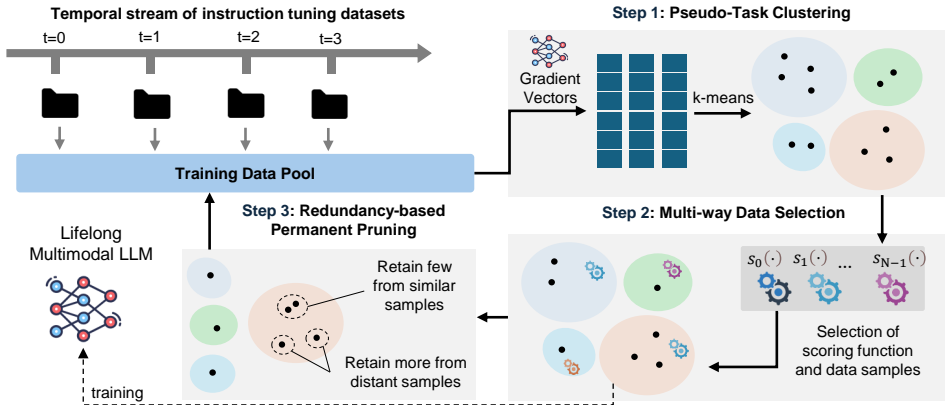 Temporal stream of instruction tuning datasets
t=0
t=1
t=2
t=3
Training Data Pool
Step 1: Pseudo-Task Clustering
Gradient
Vectors
k-means
Step 2: Multi-way Data Selection
s₀(·)
s₁(·)
...
s_{N−1}(·)
Selection of
scoring function
and data samples
Step 3: Redundancy-based
Permanent Pruning
Retain few
from similar
samples
Retain more from
distant samples
Lifelong
Multimodal LLM
training